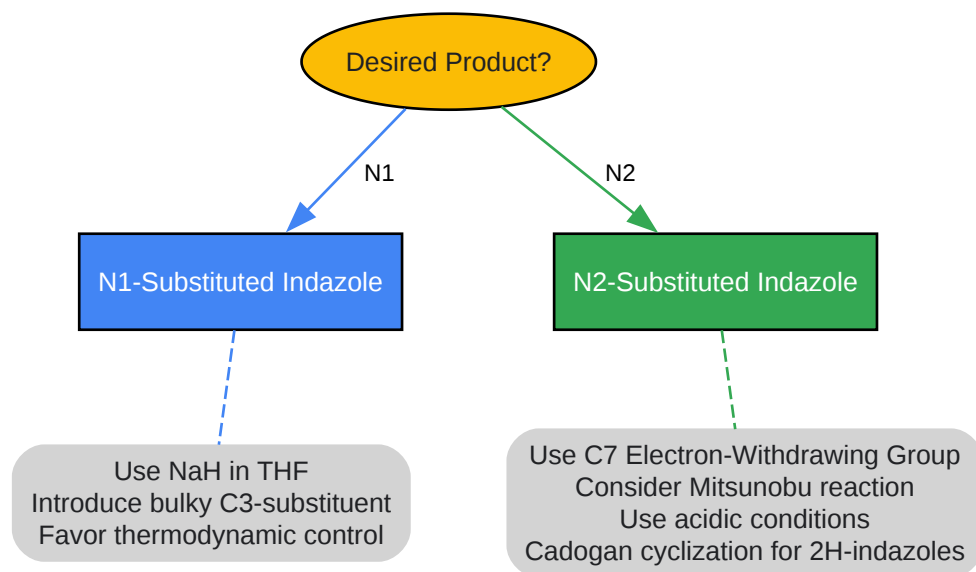 Desired Product?
N1
N2
N1-Substituted Indazole
N2-Substituted Indazole
Use NaH in THF
Introduce bulky C3-substituent
Favor thermodynamic control
Use C7 Electron-Withdrawing Group
Consider Mitsunobu reaction
Use acidic conditions
Cadogan cyclization for 2H-indazoles